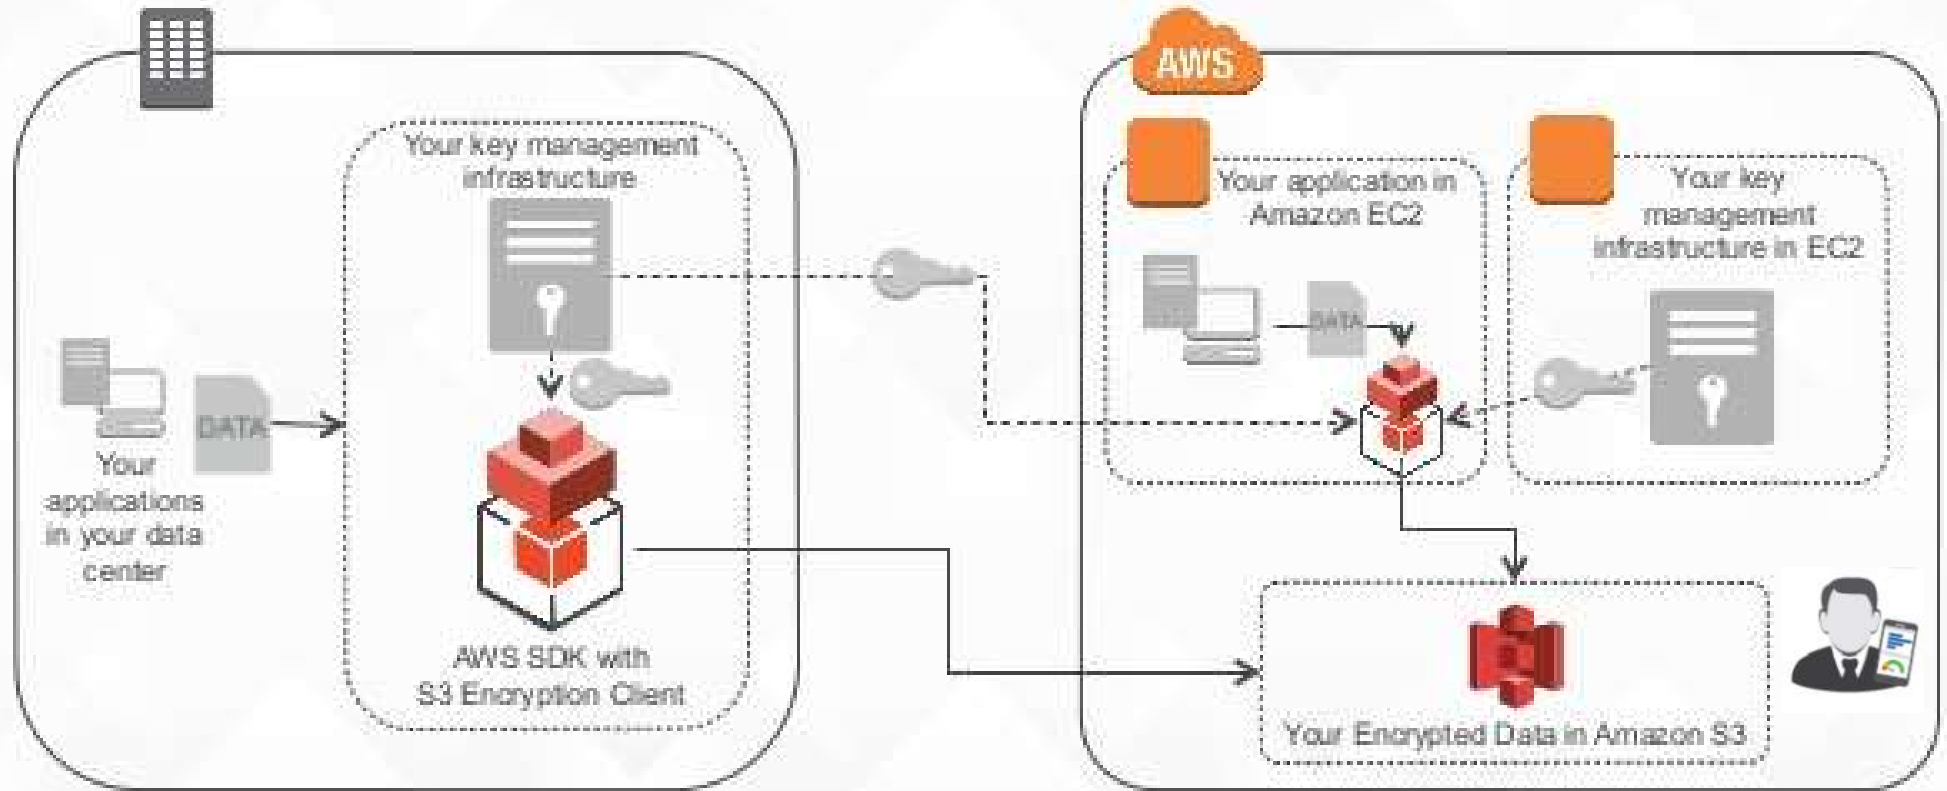 AWS
Your key management
infrastructure
Your application in
Amazon EC2
Your key
management
infrastructure in EC2
DATA
DATA
Your
applications
in your data
center
AWS SDK with
S3 Encryption Client
Your Encrypted Data in Amazon S3